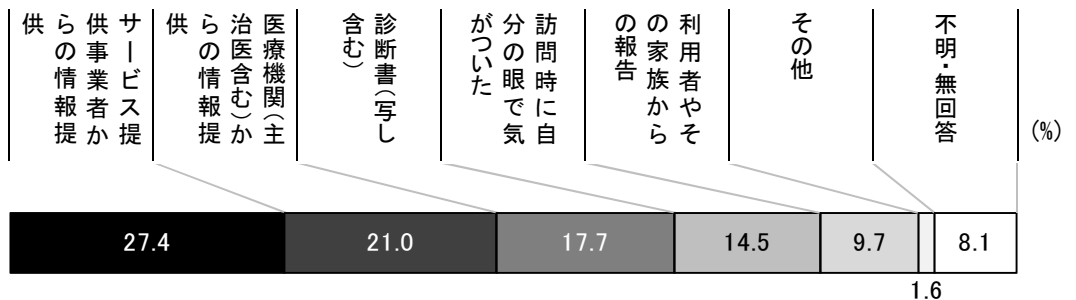 サービス提
供事業者か
らの情報提
供
医療機関（主
治医含む）か
らの情報提
供
診断書（写し
含む）
訪問時に自
分の眼で気
がついた
利用者やそ
の家族から
の報告
その他
不明・無回答
(%)
27.4
21.0
17.7
14.5
9.7
8.1
1.6